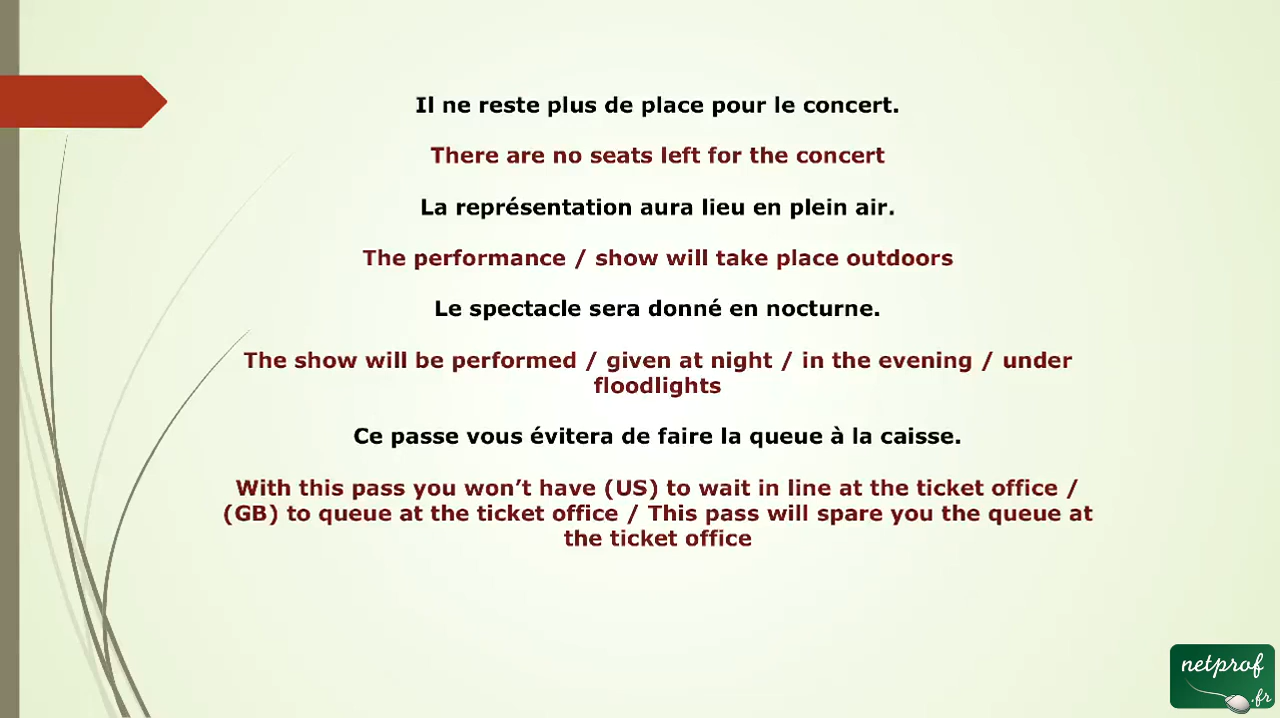 Il ne reste plus de place pour le concert.
There are no seats left for the concert
La représentation aura lieu en plein air.
The performance / show will take place outdoors
Le spectacle sera donné en nocturne.
The show will be performed / given at night / in the evening / under
floodlights
Ce passe vous évitera de faire la queue à la caisse.
With this pass you won’t have (US) to wait in line at the ticket office /
(GB) to queue at the ticket office / This pass will spare you the queue at
the ticket office
netprof
.fr